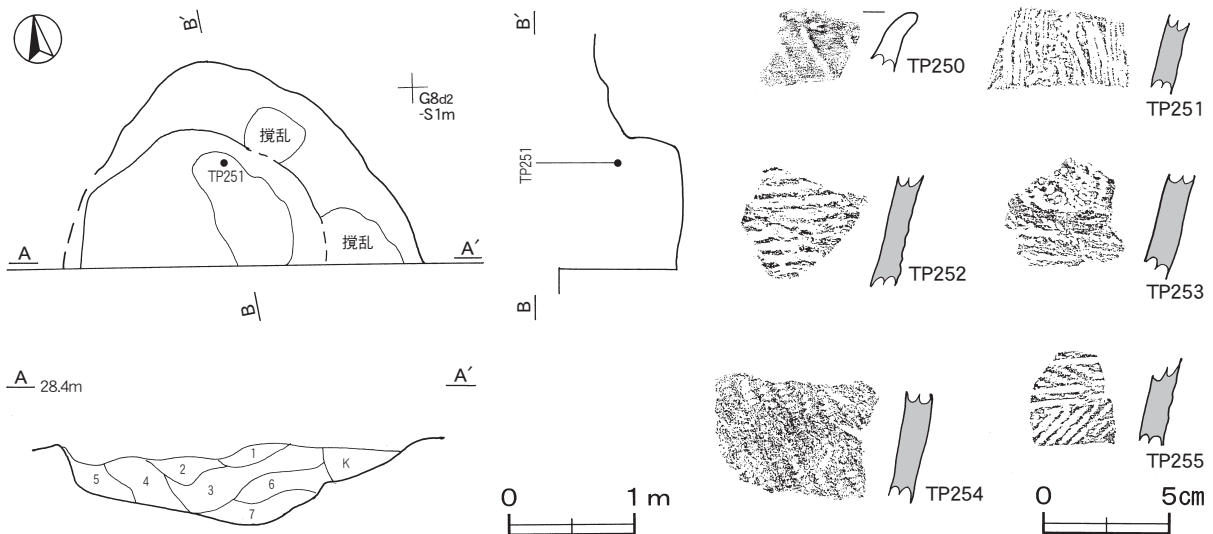 B′
G8d2
-S1m
撹乱
TP251
撹乱
A
A′
B
B′
TP251
B
A 28.4m
A′
1
2
3
4
5
6
7
K
0 1m
TP250
TP251
TP252
TP253
TP254
TP255
0 5cm